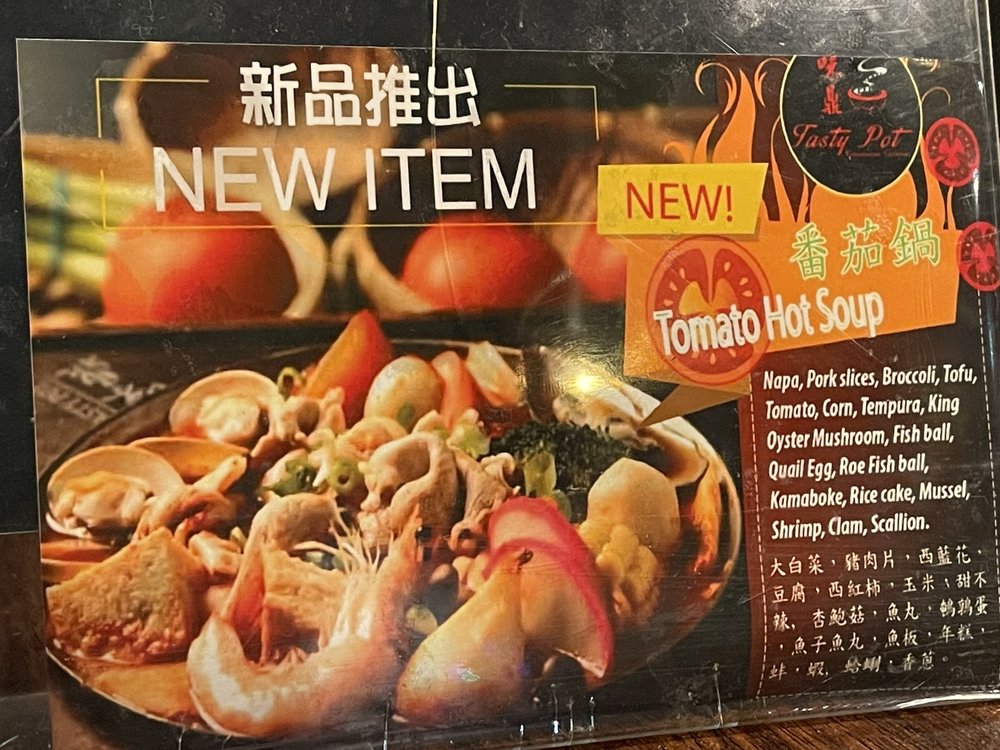 新品推出
NEW ITEM
味
鼎
Tasty Pot
NEW!
番茄鍋
Tomato Hot Soup
Napa, Pork slices, Broccoli, Tofu,
Tomato, Corn, Tempura, King
Oyster Mushroom, Fish ball,
Quail Egg, Roe Fish ball,
Kamaboke, Rice cake, Mussel,
Shrimp, Clam, Scallion.
大白菜，豬肉片，西藍花，
豆腐，西紅柿，玉米，甜不
辣、杏鮑菇，魚丸，鵪鶉蛋
，魚子魚丸，魚板，年糕，
蚌，蝦，蛤蜊，香蔥。